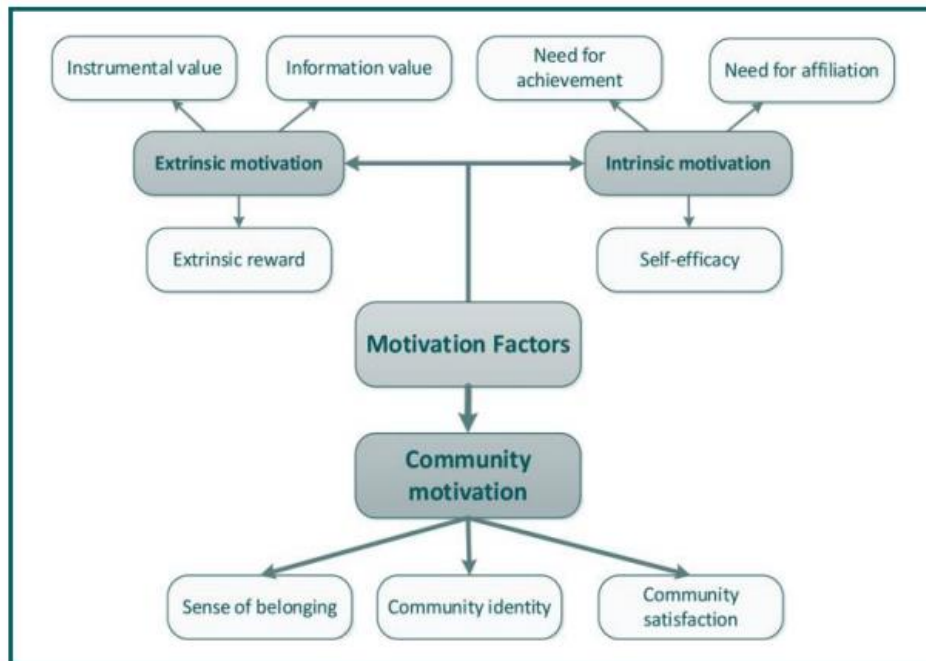 Instrumental value
Information value
Need for
achievement
Need for affiliation
Extrinsic motivation
Intrinsic motivation
Extrinsic reward
Self-efficacy
Motivation Factors
Community
motivation
Sense of belonging
Community identity
Community
satisfaction